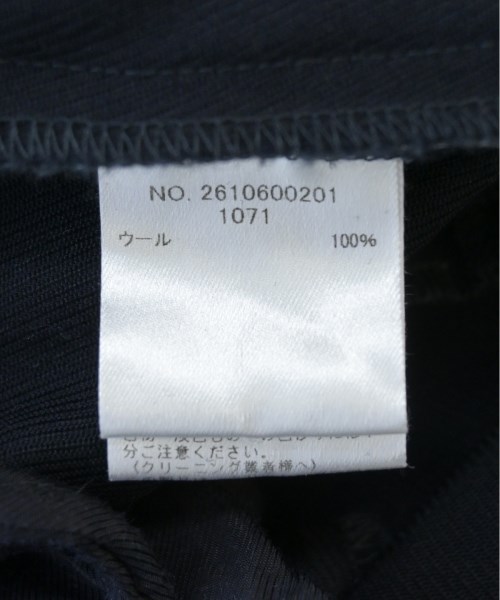 NO. 2610600201
1071
ウール 100%
分ご注意ください。
(クリーニング業者様へ)